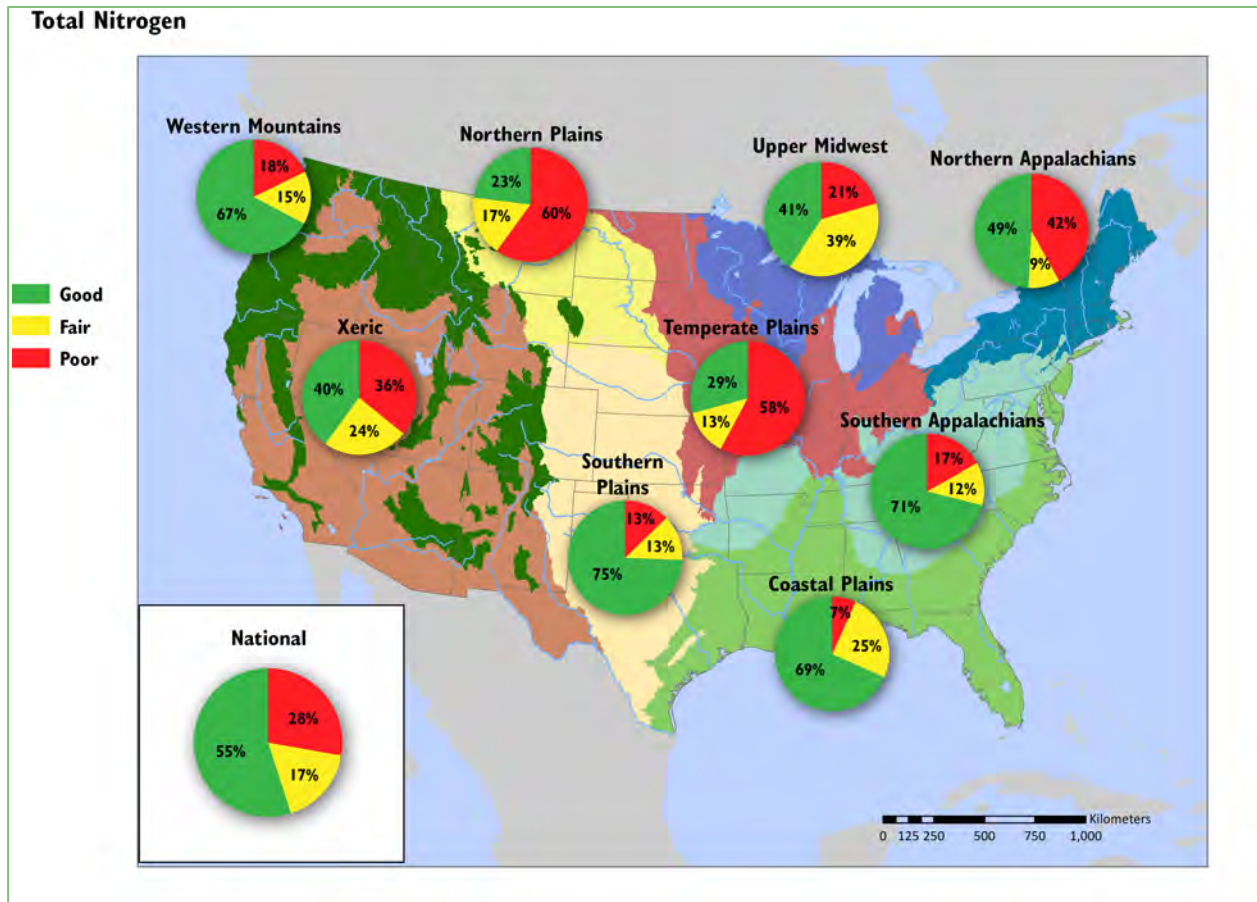 Total Nitrogen
Western Mountains
18%
15%
67%
Northern Plains
23%
17%
60%
Upper Midwest
41%
21%
39%
Northern Appalachians
49%
42%
9%
Good
Fair
Poor
Xeric
40%
36%
24%
Temperate Plains
29%
13%
58%
Southern Appalachians
17%
12%
71%
Southern
Plains
13%
13%
75%
Coastal Plains
7%
25%
69%
National
28%
55%
17%
Kilometers
0 125 250 500 750 1,000